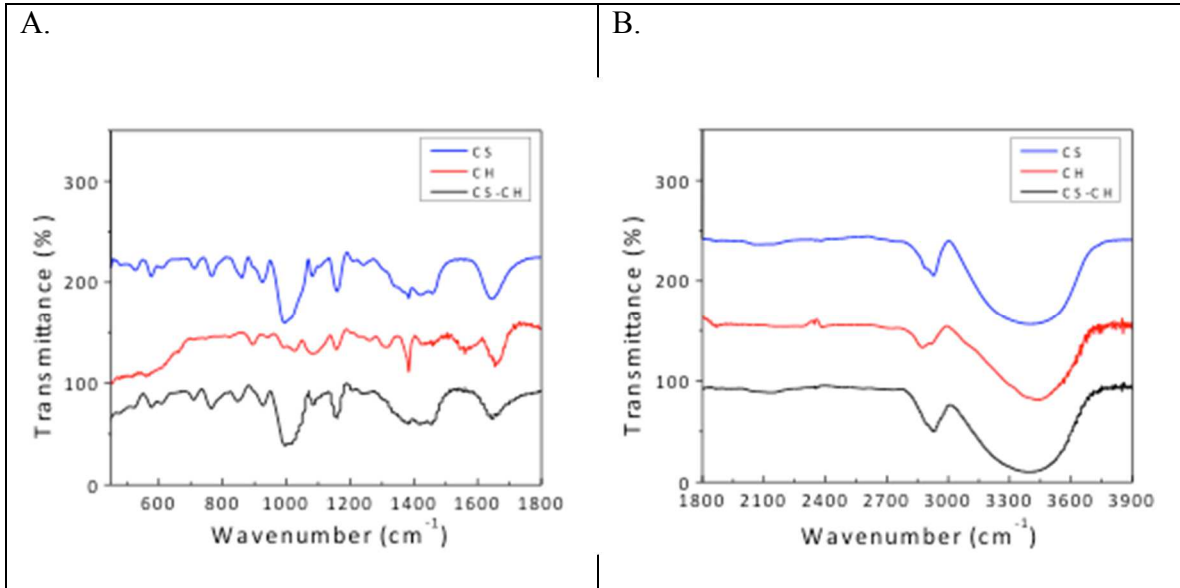 A.
B.
CS
CH
CS-CH
300
200
100
0
Transmittance (%)
600 800 1000 1200 1400 1600 1800
Wavenumber (cm⁻¹)
CS
CH
CS-CH
300
200
100
0
Transmittance (%)
1800 2100 2400 2700 3000 3300 3600 3900
Wavenumber (cm⁻¹)